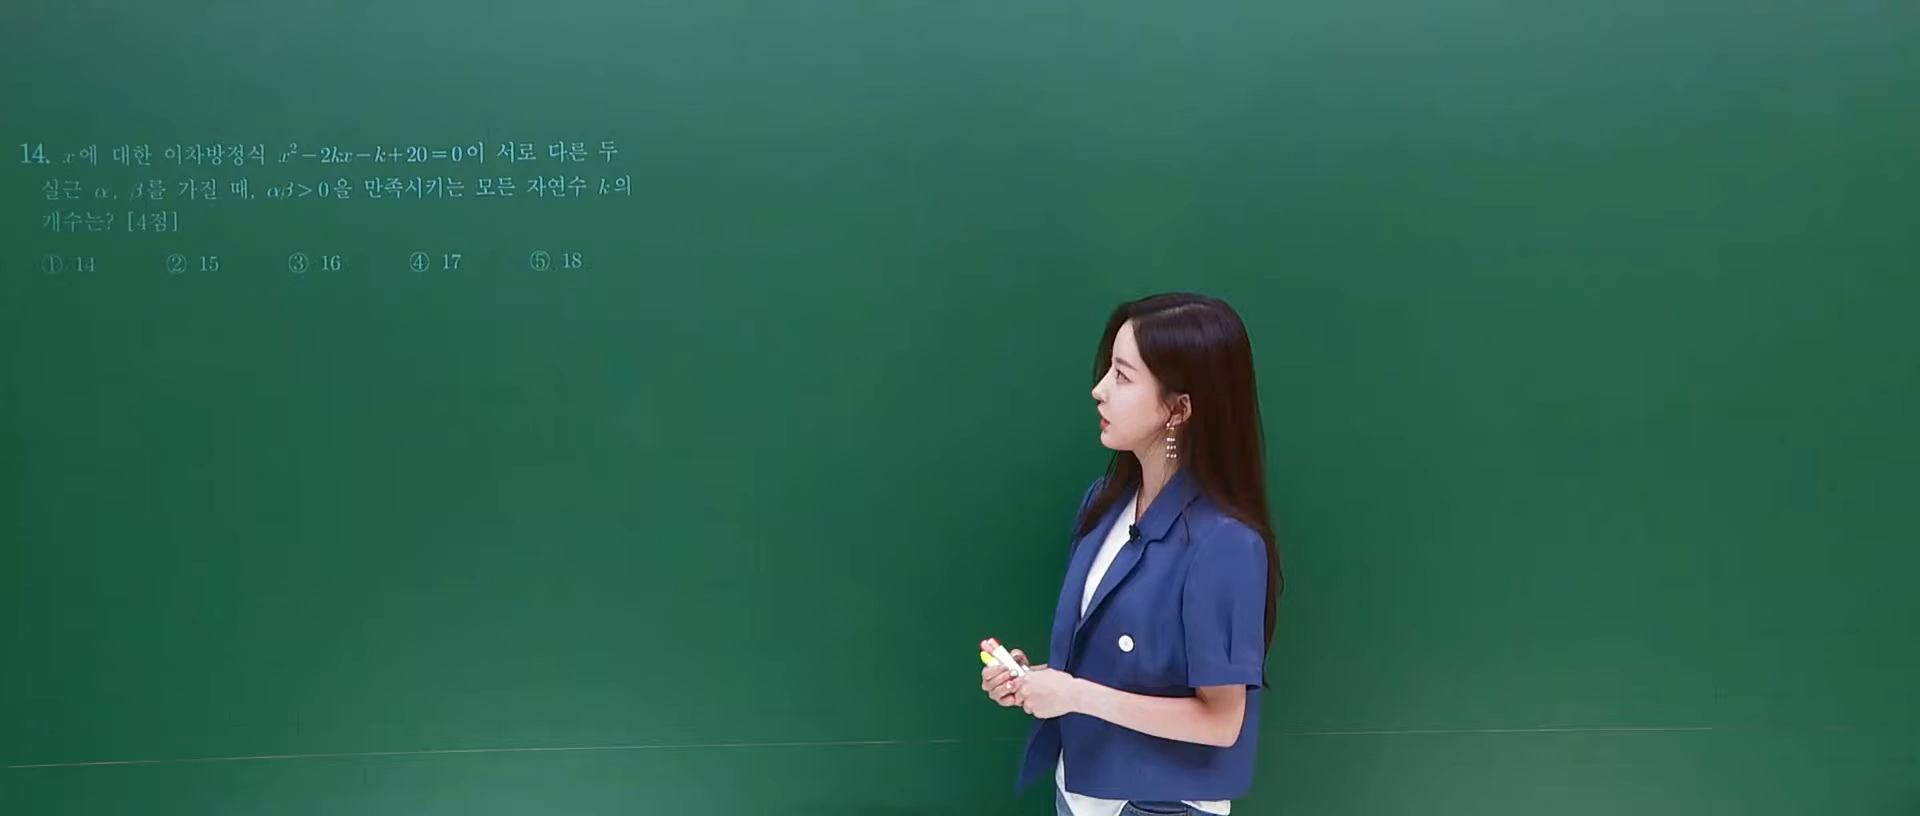 14. x에 대한 이차방정식 x²-2kx-k+20=0이 서로 다른 두
실근 α, β를 가질 때, αβ>0을 만족시키는 모든 자연수 k의
개수는? [4점]
① 14 ② 15 ③ 16 ④ 17 ⑤ 18